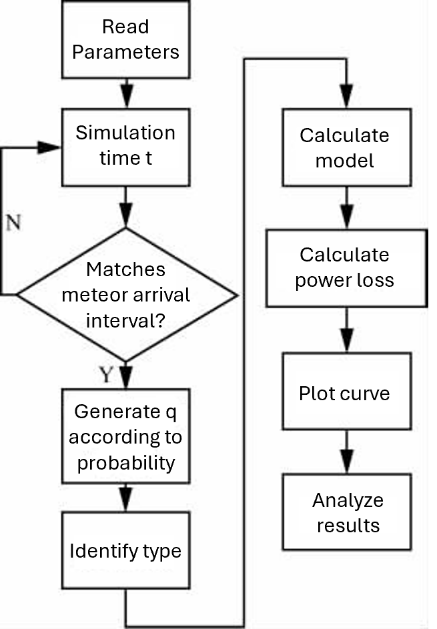 Read
Parameters
Simulation
time t
N
Matches
meteor arrival
interval?
Y
Generate q
according to
probability
Identify type
Calculate
model
Calculate
power loss
Plot curve
Analyze
results